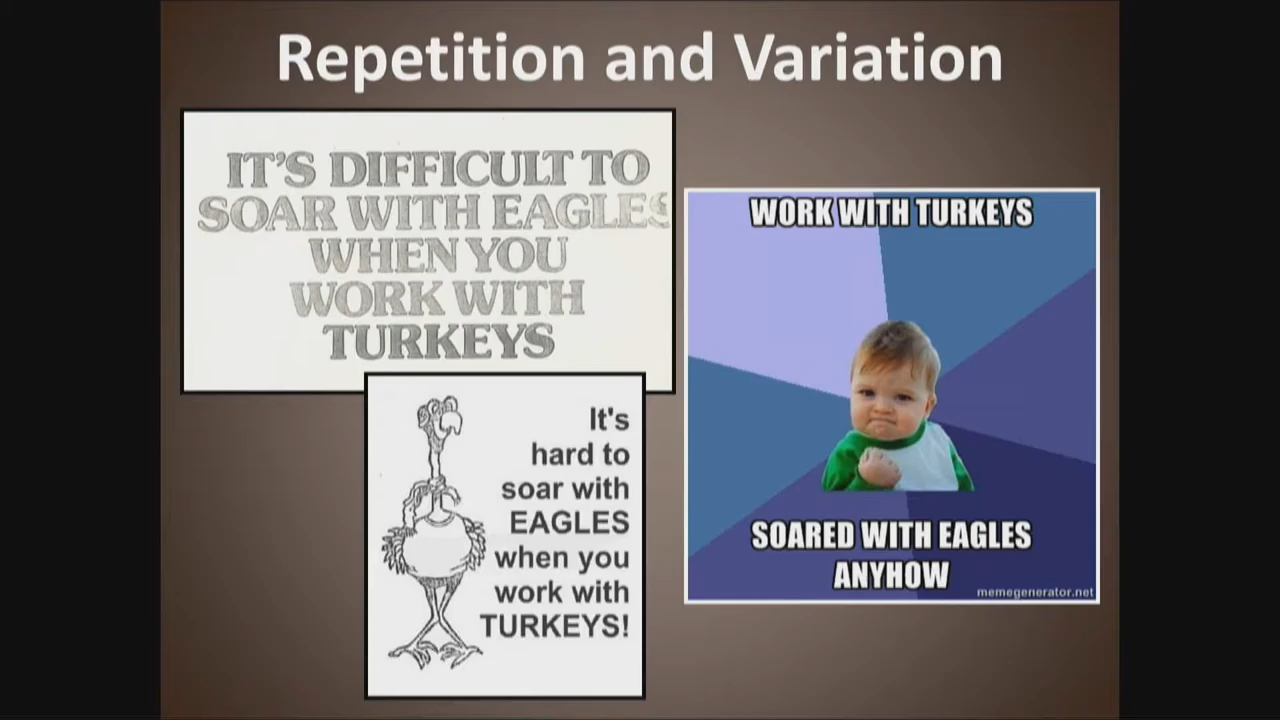 Repetition and Variation
IT'S DIFFICULT TO
SOAR WITH EAGLES
WHEN YOU
WORK WITH
TURKEYS
It's
hard to
soar with
EAGLES
when you
work with
TURKEYS!
WORK WITH TURKEYS
SOARED WITH EAGLES
ANYHOW
memegenerator.net